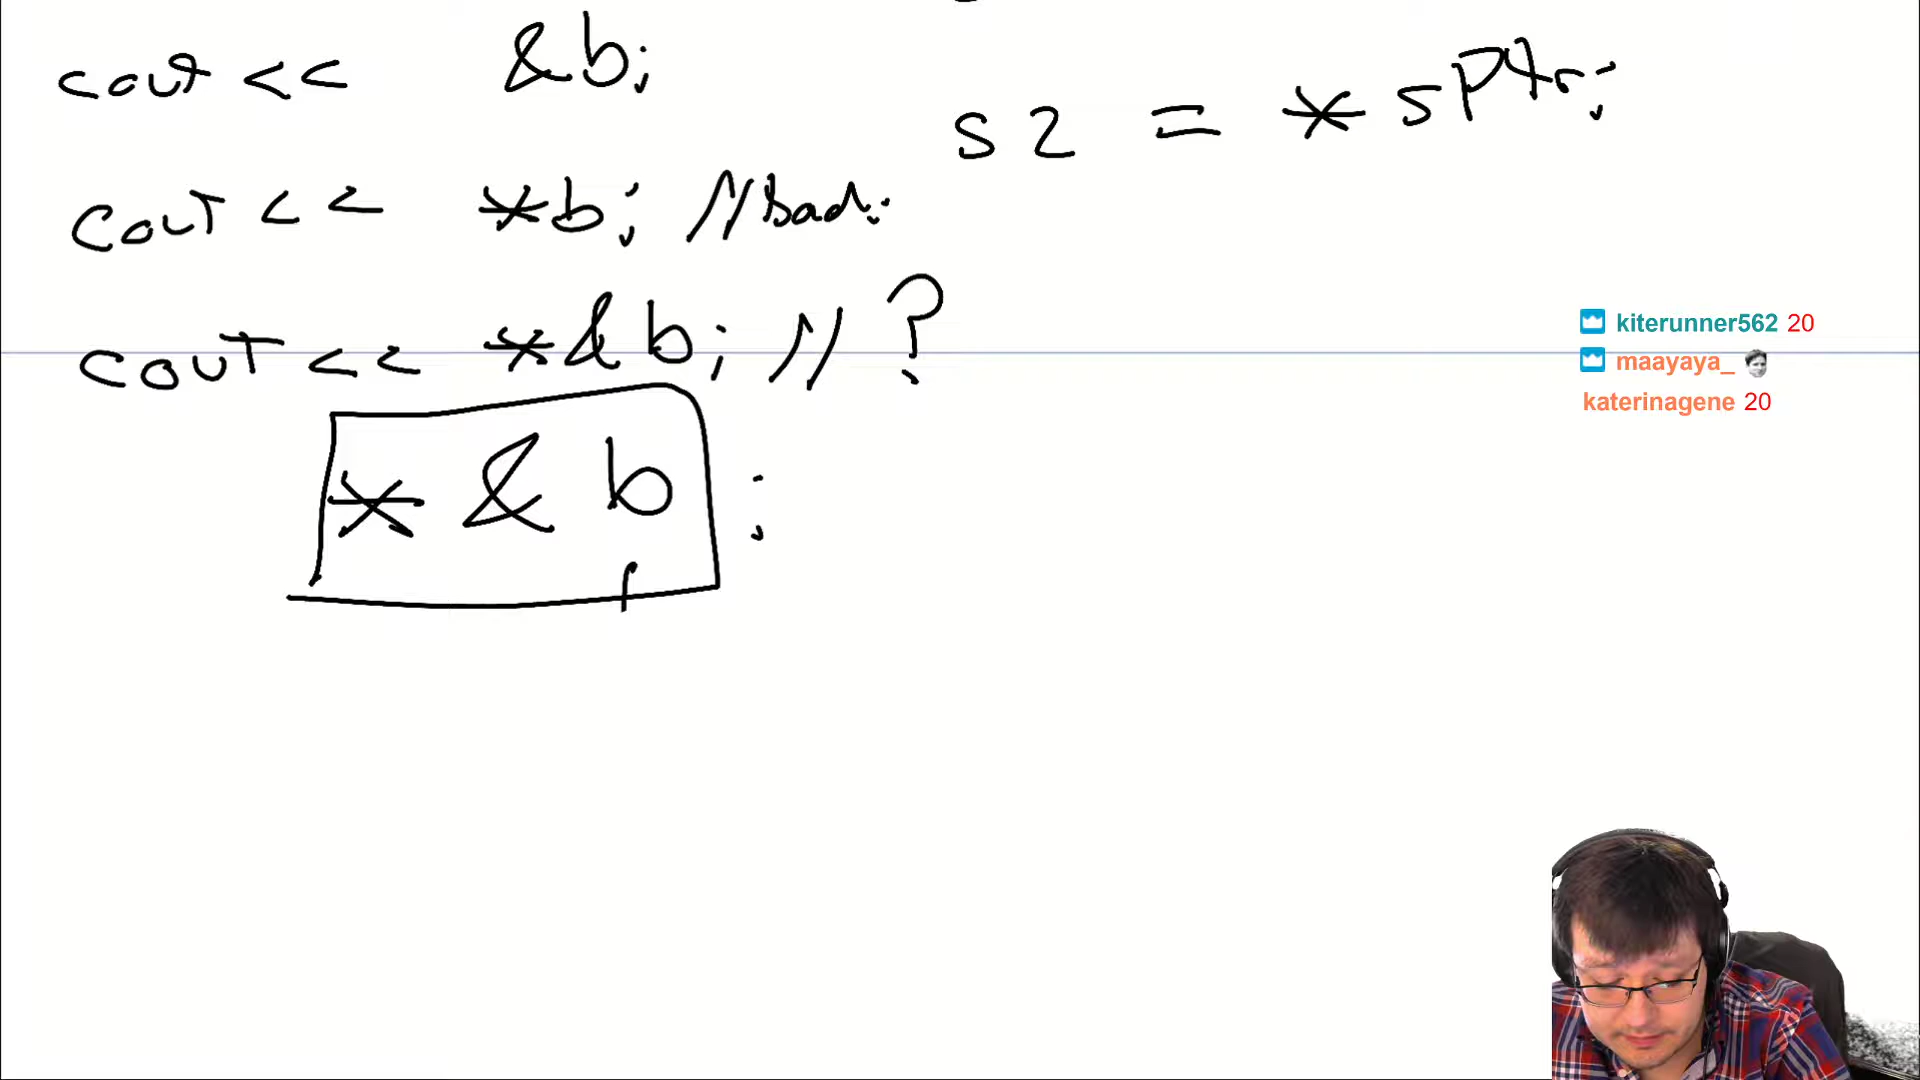 cout << &b;
s2 = *sPtr;
cout << *b; //bad.
cout << *&b; // ?
* & b ;
kiterunner562 20
maayaya_
katerinagene 20